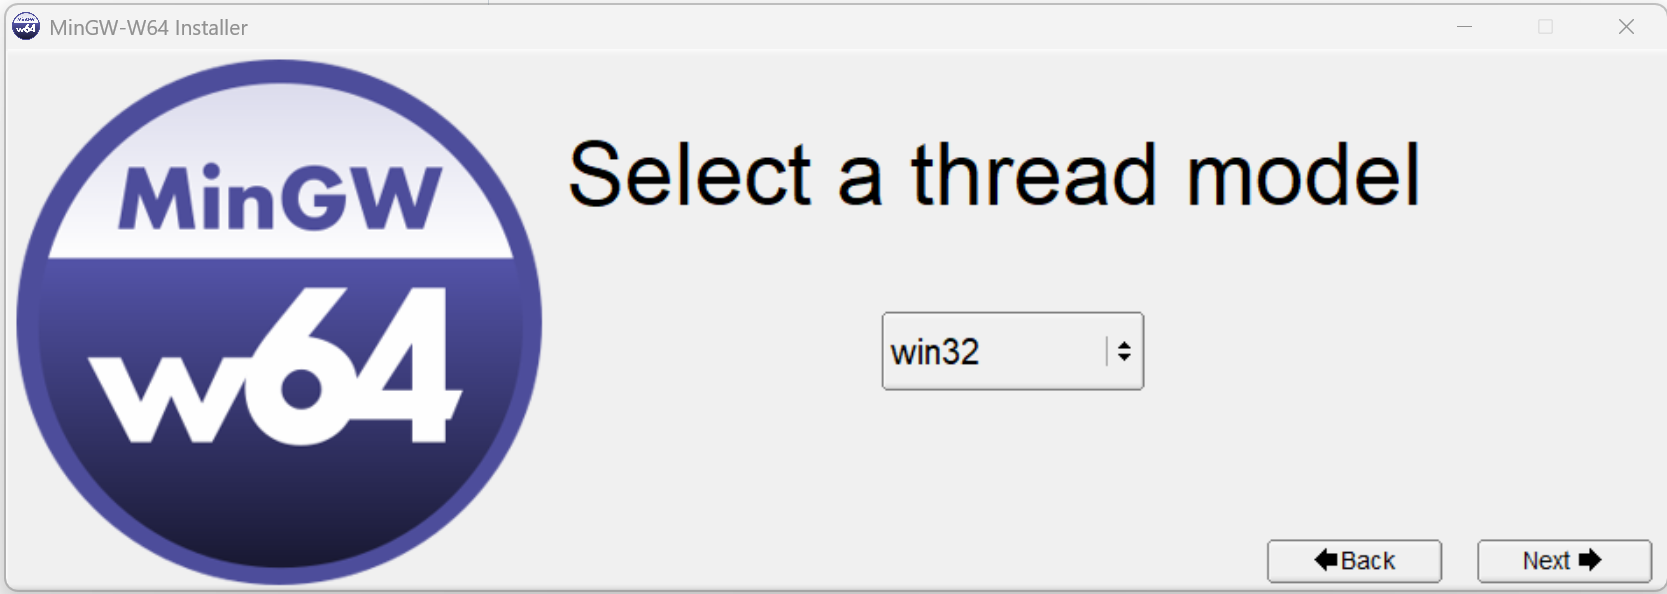 MinGW-W64 Installer
MinGW
w64
Select a thread model
win32
Back
Next